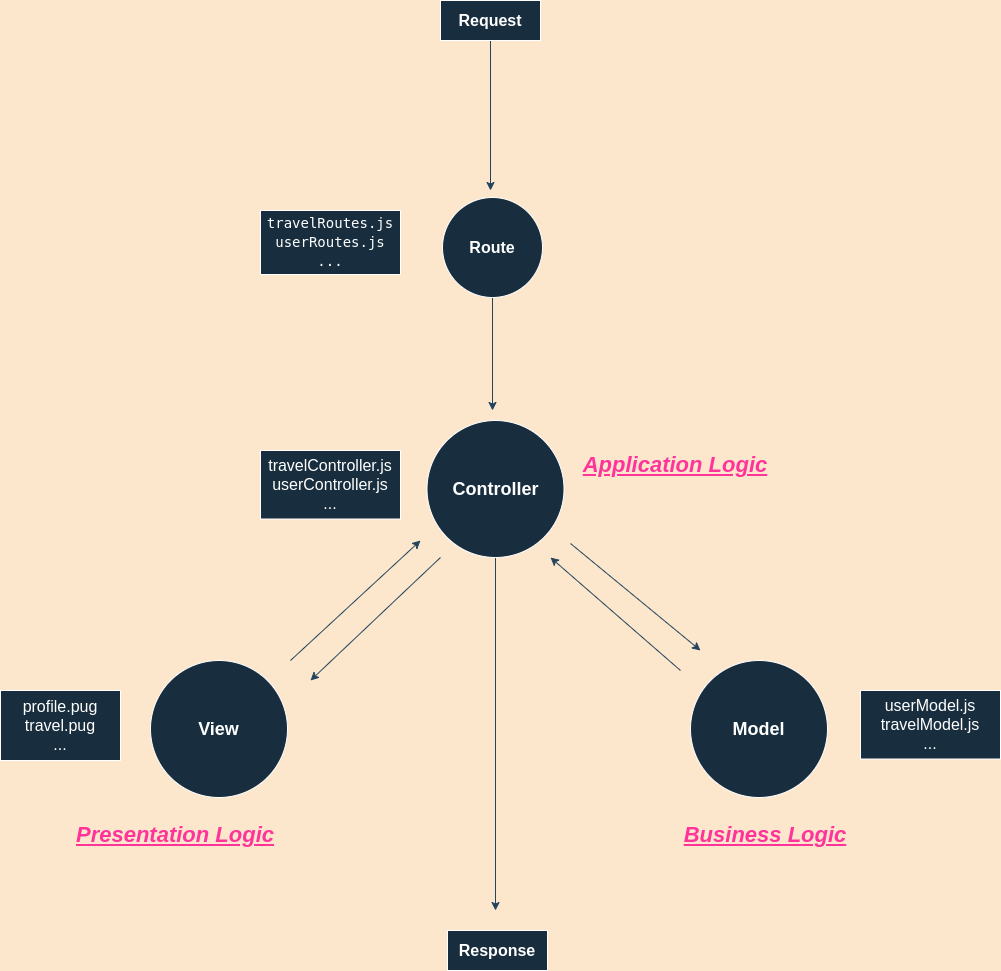 Request
travelRoutes.js
userRoutes.js
...
Route
travelController.js
userController.js
...
Controller
Application Logic
profile.pug
travel.pug
...
View
Model
userModel.js
travelModel.js
...
Presentation Logic
Business Logic
Response